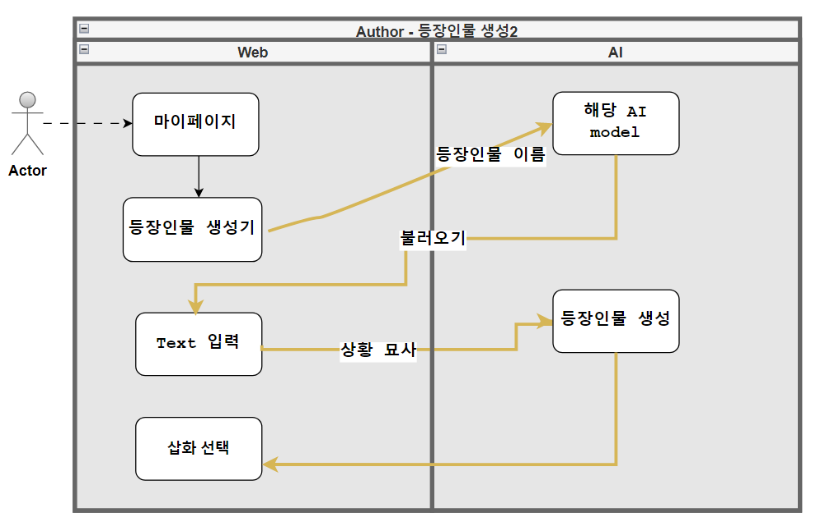 Author - 등장인물 생성2
Web
AI
Actor
마이페이지
해당 AI
model
등장인물 이름
등장인물 생성기
불러오기
Text 입력
상황 묘사
등장인물 생성
삽화 선택